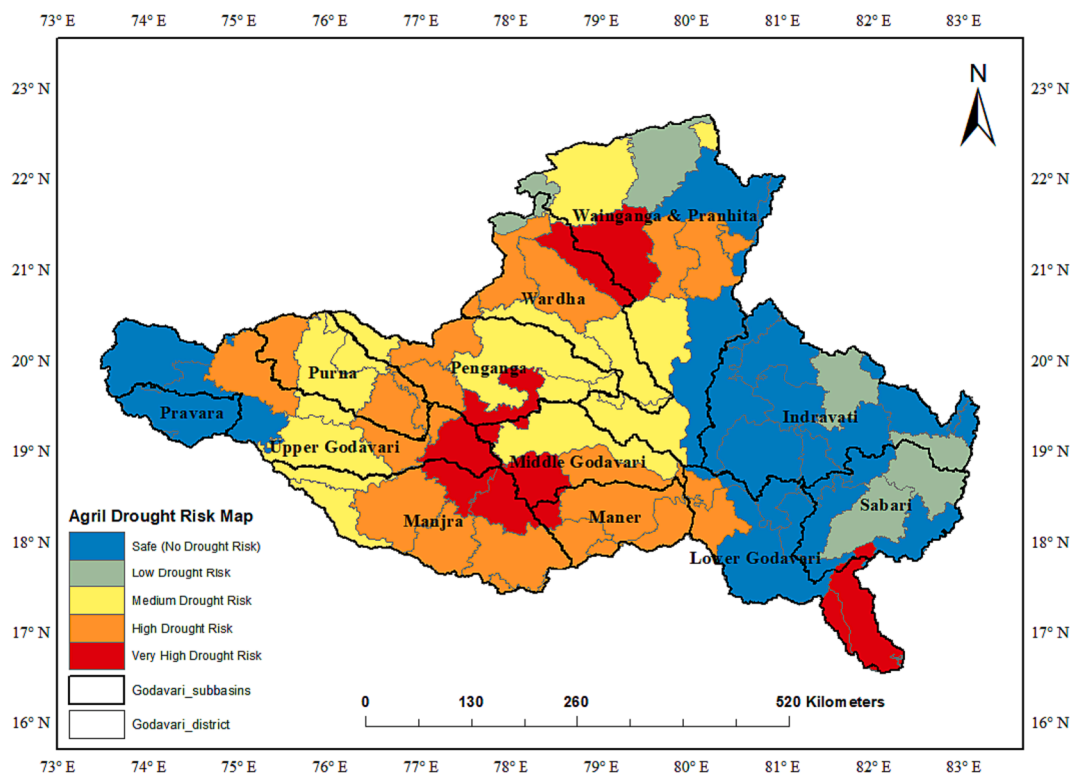 73° E 74° E 75° E 76° E 77° E 78° E 79° E 80° E 81° E 82° E 83° E
23° N 23° N
N
22° N 22° N
Wainganga & Pranhita
21° N 21° N
Wardha
20° N 20° N
Purna Penganga
Pravara Indravati
19° N 19° N
Upper Godavari Middle Godavari
Sabari
Manjra Maner
Agril Drought Risk Map
18° N 18° N
Safe (No Drought Risk)
Lower Godavari
Low Drought Risk
Medium Drought Risk
17° N 17° N
High Drought Risk
Very High Drought Risk
Godavari_subbasins
0 130 260 520 Kilometers
16° N 16° N
Godavari_district
73° E 74° E 75° E 76° E 77° E 78° E 79° E 80° E 81° E 82° E 83° E